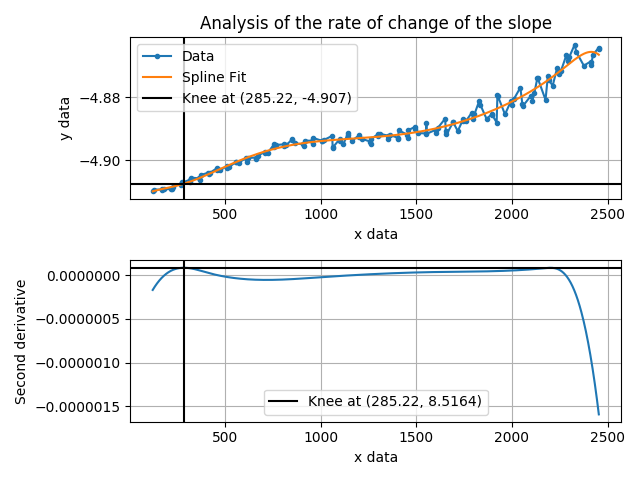 Analysis of the rate of change of the slope
Data
Spline Fit
Knee at (285.22, -4.907)
y data
−4.88
−4.90
500
1000
1500
2000
2500
x data
Second derivative
0.0000000
−0.0000005
−0.0000010
−0.0000015
Knee at (285.22, 8.5164)
500
1000
1500
2000
2500
x data